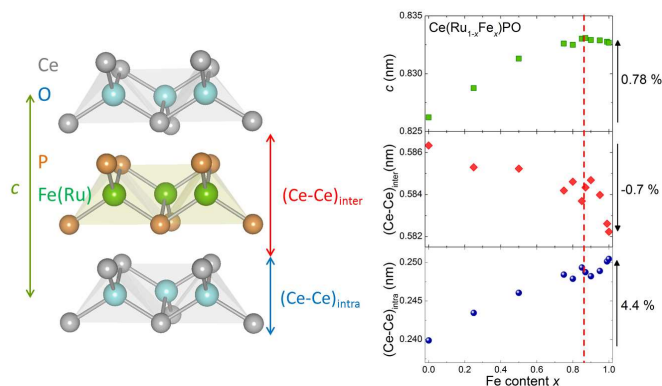 Ce
O
c
P
Fe(Ru)
(Ce-Ce)inter
(Ce-Ce)intra
Ce(Ru1-xFex)PO
0.835
0.830
0.825
c (nm)
0.78 %
0.586
0.584
0.582
(Ce-Ce)inter(nm)
-0.7 %
0.250
0.245
0.240
(Ce-Ce)intra(nm)
4.4 %
0.0 0.2 0.4 0.6 0.8 1.0
Fe content x